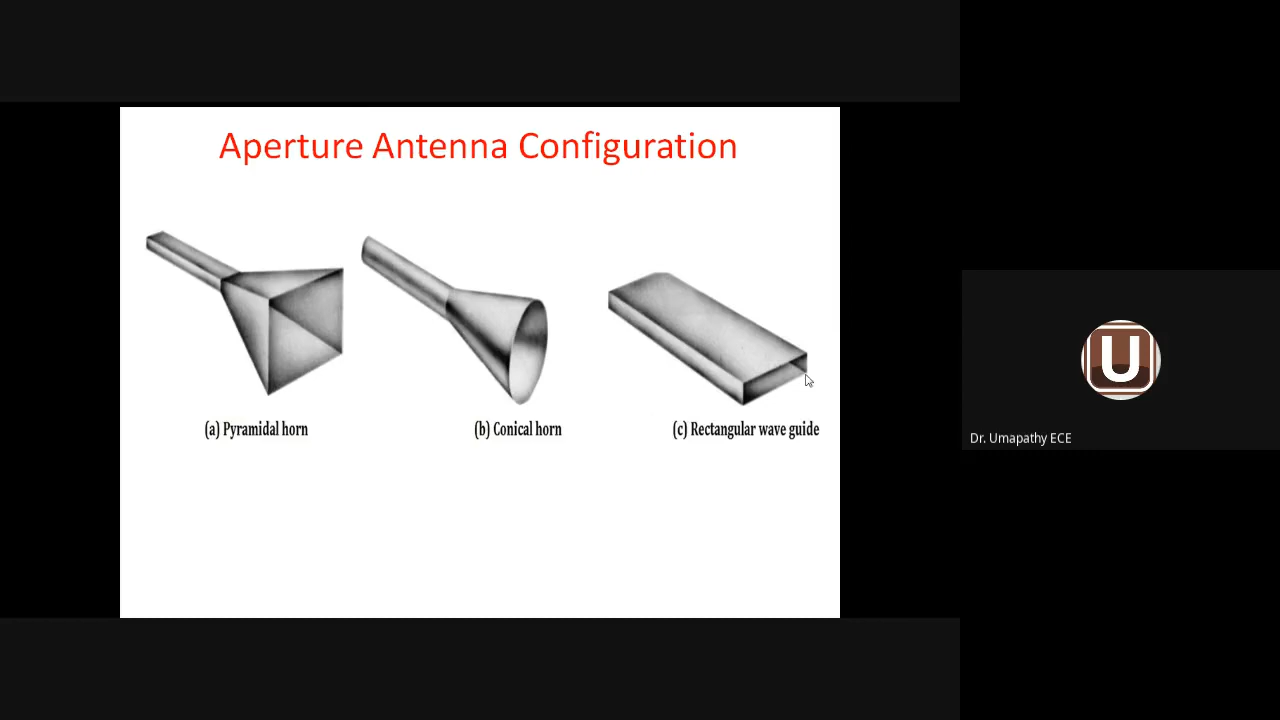 Aperture Antenna Configuration
(a) Pyramidal horn
(b) Conical horn
(c) Rectangular wave guide
U
Dr. Umapathy ECE